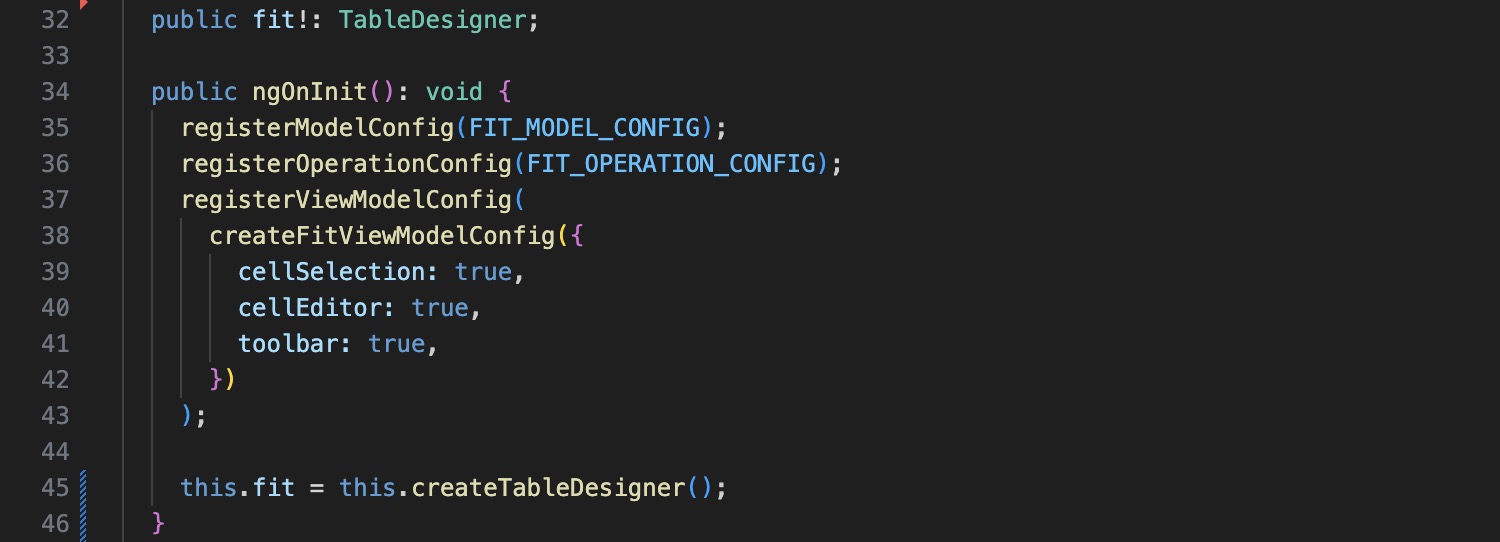 32 public fit!: TableDesigner;
33
34 public ngOnInit(): void {
35 registerModelConfig(FIT_MODEL_CONFIG);
36 registerOperationConfig(FIT_OPERATION_CONFIG);
37 registerViewModelConfig(
38 createFitViewModelConfig({
39 cellSelection: true,
40 cellEditor: true,
41 toolbar: true,
42 })
43 );
44
45 this.fit = this.createTableDesigner();
46 }